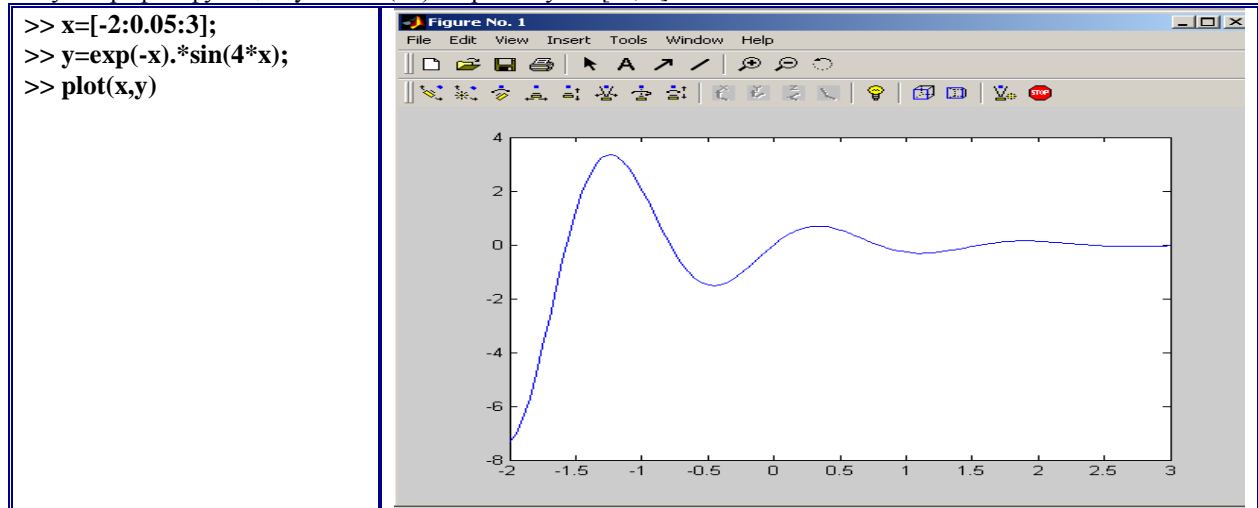 >> x=[-2:0.05:3];
>> y=exp(-x).*sin(4*x);
>> plot(x,y)
Figure No. 1
File Edit View Insert Tools Window Help
STOP
4
2
0
-2
-4
-6
-8
-2 -1.5 -1 -0.5 0 0.5 1 1.5 2 2.5 3